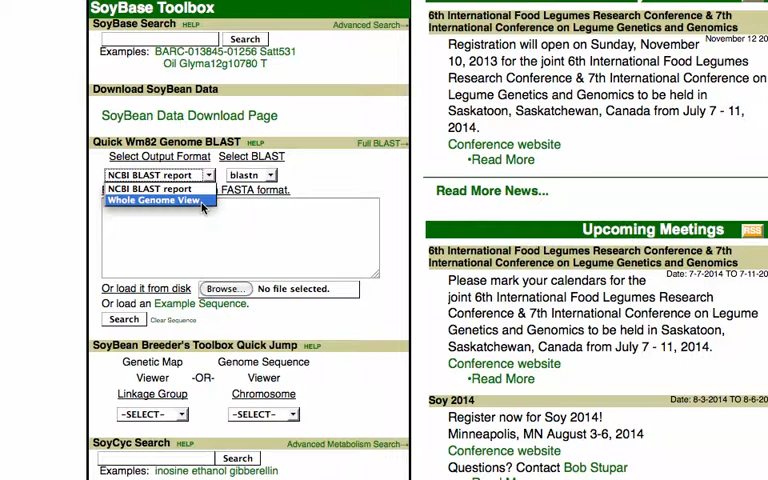 SoyBase Toolbox
SoyBase Search HELP Advanced Search→
Search
Examples: BARC-013845-01256 Satt531
Oil Glyma12g10780 T
Download SoyBean Data
SoyBean Data Download Page
Quick Wm82 Genome BLAST HELP Full BLAST→
Select Output Format Select BLAST
NCBI BLAST report blastn
NCBI BLAST report
Whole Genome View
FASTA format.
Or load it from disk Browse... No file selected.
Or load an Example Sequence.
Search Clear Sequence
SoyBean Breeder's Toolbox Quick Jump HELP
Genetic Map Genome Sequence
Viewer -OR- Viewer
Linkage Group Chromosome
-SELECT- -SELECT-
SoyCyc Search HELP Advanced Metabolism Search→
Search
Examples: inosine ethanol gibberellin
6th International Food Legumes Research Conference & 7th
International Conference on Legume Genetics and Genomics
November 12 20
Registration will open on Sunday, November
10, 2013 for the joint 6th International Food Legumes
Research Conference & 7th International Conference on
Legume Genetics and Genomics to be held in
Saskatoon, Saskatchewan, Canada from July 7 - 11,
2014.
Conference website
•Read More
Read More News...
Upcoming Meetings RSS
6th International Food Legumes Research Conference & 7th
International Conference on Legume Genetics and Genomics
Date: 7-7-2014 TO 7-11-20
Please mark your calendars for the
joint 6th International Food Legumes Research
Conference & 7th International Conference on Legume
Genetics and Genomics to be held in Saskatoon,
Saskatchewan, Canada from July 7 - 11, 2014.
Conference website
•Read More
Soy 2014 Date: 8-3-2014 TO 8-6-20
Register now for Soy 2014!
Minneapolis, MN August 3-6, 2014
Conference website
Questions? Contact Bob Stupar